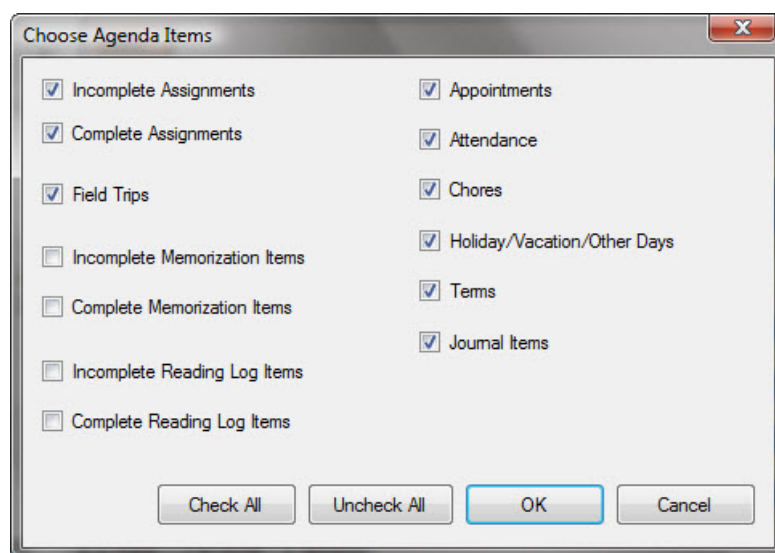 Choose Agenda Items
Incomplete Assignments
Complete Assignments
Field Trips
Incomplete Memorization Items
Complete Memorization Items
Incomplete Reading Log Items
Complete Reading Log Items
Appointments
Attendance
Chores
Holiday/Vacation/Other Days
Terms
Journal Items
Check All
Uncheck All
OK
Cancel